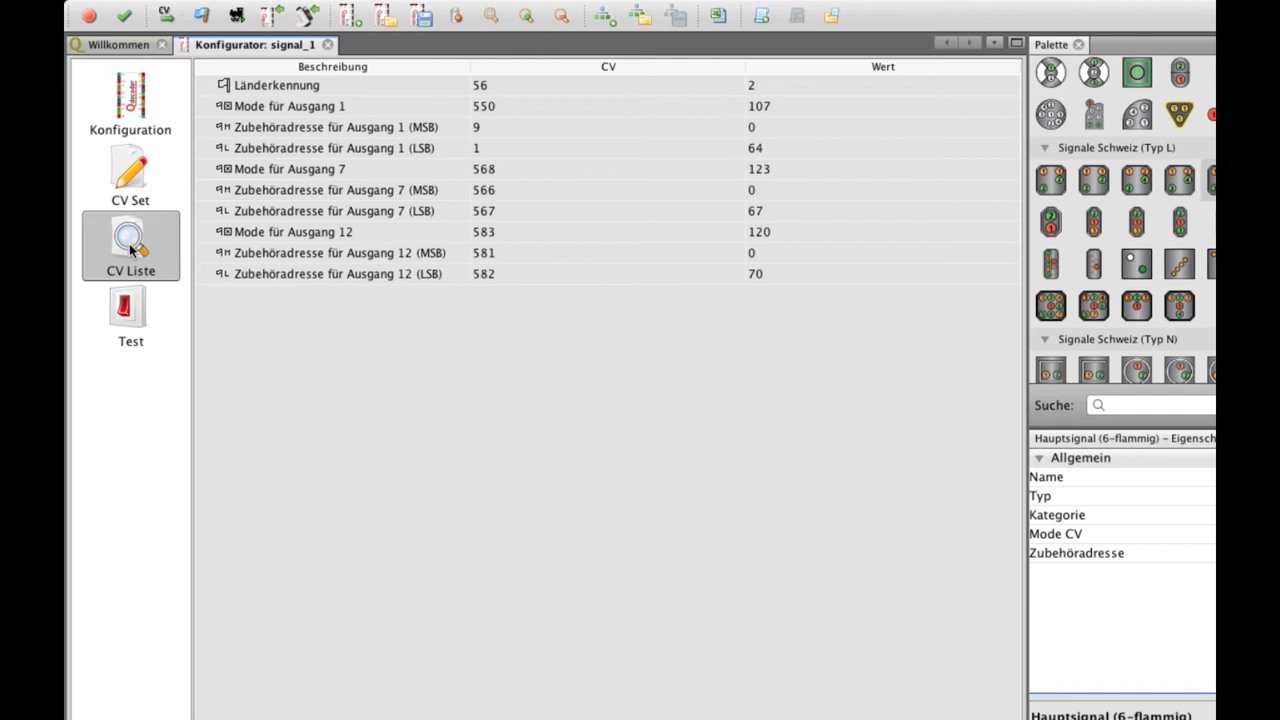 CV
Willkommen
Konfigurator: signal_1
Palette
Qdecoder
Konfiguration
CV Set
CV Liste
Test
Beschreibung CV Wert
Länderkennung 56 2
Mode für Ausgang 1 550 107
Zubehöradresse für Ausgang 1 (MSB) 9 0
Zubehöradresse für Ausgang 1 (LSB) 1 64
Mode für Ausgang 7 568 123
Zubehöradresse für Ausgang 7 (MSB) 566 0
Zubehöradresse für Ausgang 7 (LSB) 567 67
Mode für Ausgang 12 583 120
Zubehöradresse für Ausgang 12 (MSB) 581 0
Zubehöradresse für Ausgang 12 (LSB) 582 70
Signale Schweiz (Typ L)
Signale Schweiz (Typ N)
Suche:
Hauptsignal (6-flammig) - Eigensch
Allgemein
Name
Typ
Kategorie
Mode CV
Zubehöradresse
Hauptsignal (6-flammig)